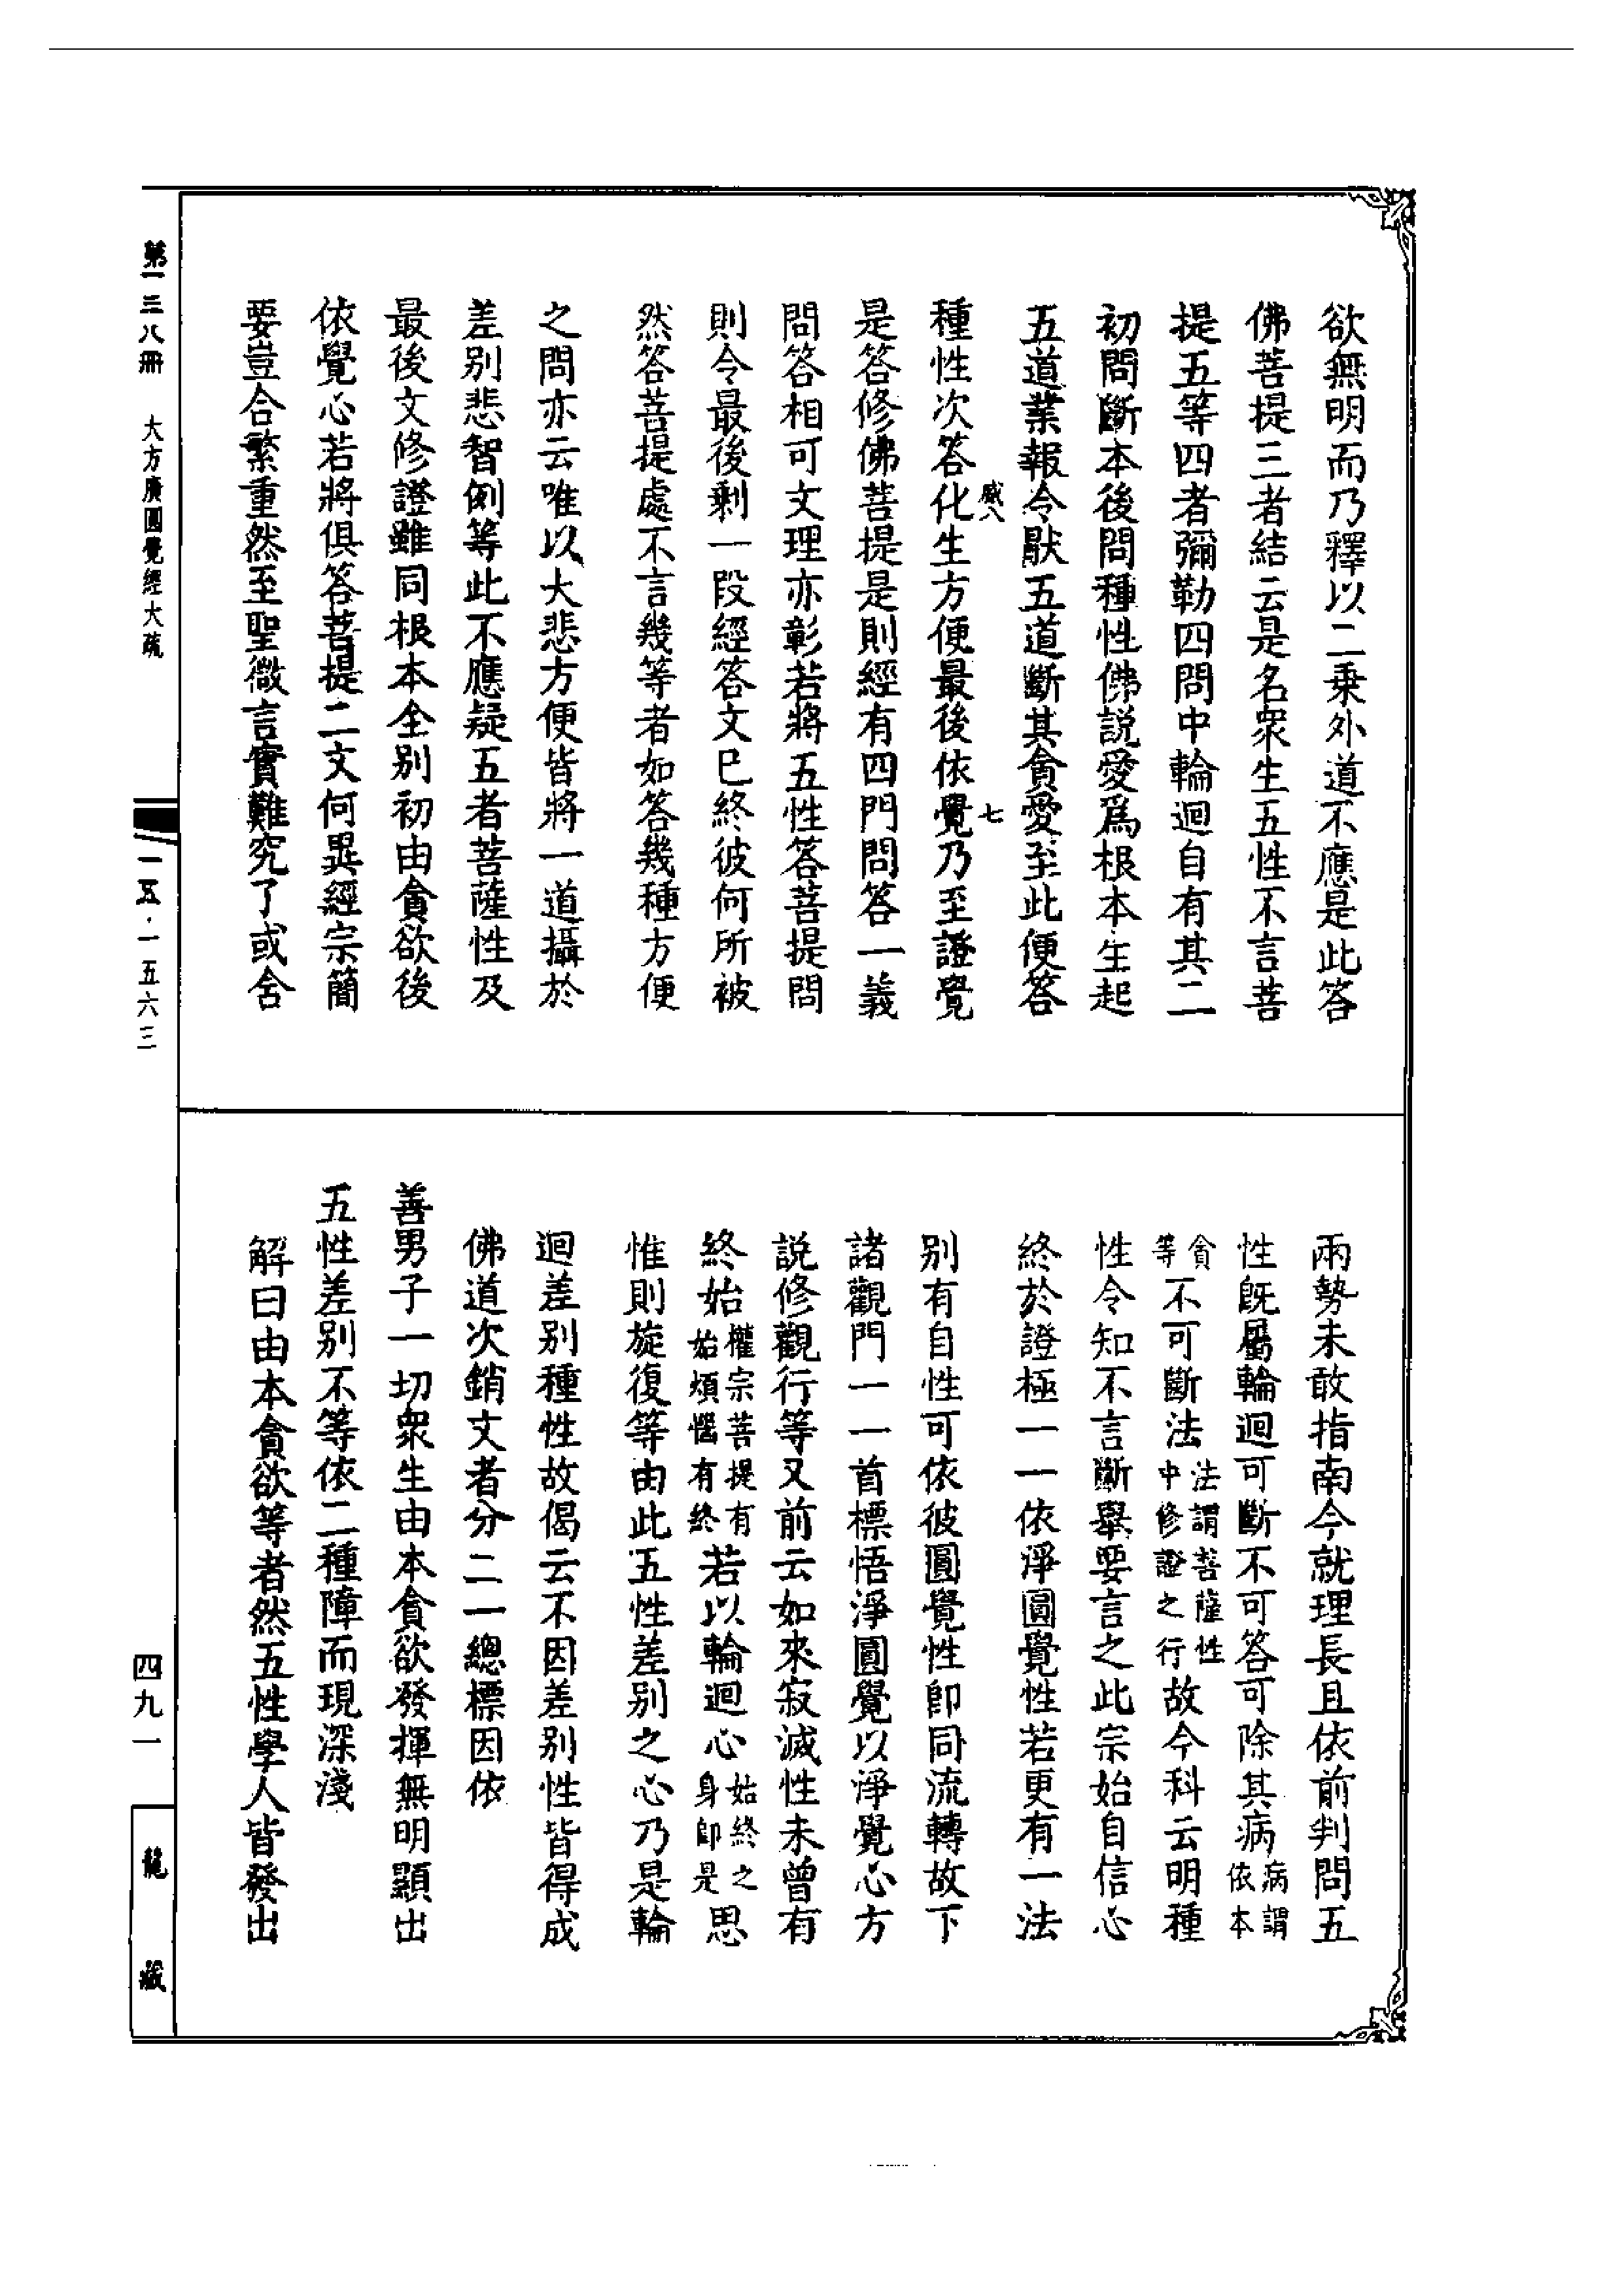 欲無明而乃釋以二乗外道不應是此答
佛菩提三者結云是名衆生五性不言菩
提五等四者彌勒四問中輪迴自有其二
初問斷本後問種性佛説愛爲根本生起
五道業報令猒五道斷其貪愛至此便答
七
種性次答化生方便最後依覺乃至證覺
是答修佛菩提是則經有四門問答一義
問答相可文理亦彰若將五性答菩提問
則令最後剩一段經答文已終彼何所被
然答菩提處不言幾等者如答幾種方便
之問亦云唯以大悲方便皆將一道攝於
差别悲智例等此不應疑五者菩薩性及
最後文修證雖同根本全别初由貪欲後
依覺心若將俱答菩提二文何異經宗簡
要豈合繁重然至聖微言實難究了或舍
兩勢未敢指南今就理長且依前判問五
性既屬輪迴可斷不可答可除其病病謂依本
貪等不可斷法法謂菩薩性中修證之行故今科云明種
性令知不言斷舉要言之此宗始自信心
終於證極一一依淨圓覺性若更有一法
别有自性可依彼圓覺性即同流轉故下
諸觀門一一首標悟淨圓覺以淨覺心方
説修觀行等又前云如來寂滅性未曾有
終始權宗菩提有始煩惱有終若以輪迴心始終之身即是思
惟則旋復等由此五性差别之心乃是輪
迴差别種性故偈云不因差别性皆得成
佛道次銷文者分二一總標因依
善男子一切衆生由本貪欲發揮無明顯出
五性差别不等依二種障而現深淺
解曰由本貪欲等者然五性學人皆發出
第一三八冊 大方廣圓覺經大疏
一五·一五六三
四九一
龍藏